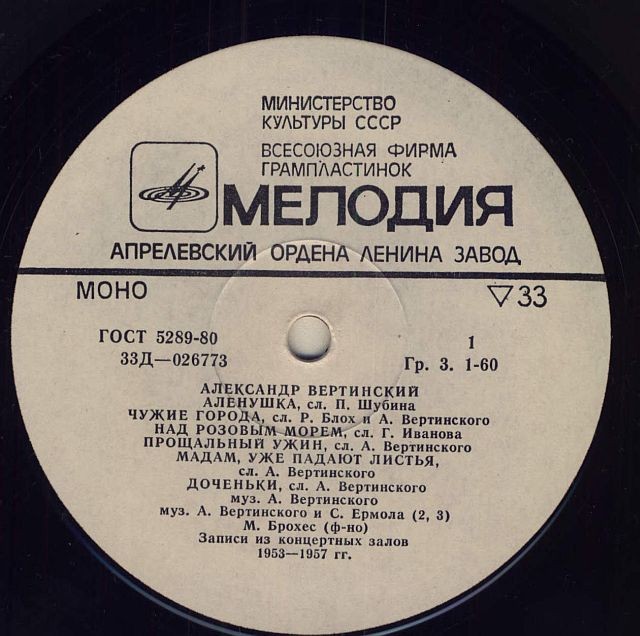 МИНИСТЕРСТВО
КУЛЬТУРЫ СССР
ВСЕСОЮЗНАЯ ФИРМА
ГРАМПЛАСТИНОК
МЕЛОДИЯ
АПРЕЛЕВСКИЙ ОРДЕНА ЛЕНИНА ЗАВОД
МОНО
▽33
ГОСТ 5289-80
33Д—026773
1
Гр. 3. 1-60
АЛЕКСАНДР ВЕРТИНСКИЙ
АЛЕНУШКА, сл. П. Шубина
ЧУЖИЕ ГОРОДА, сл. Р. Блох и А. Вертинского
НАД РОЗОВЫМ МОРЕМ, сл. Г. Иванова
ПРОЩАЛЬНЫЙ УЖИН, сл. А. Вертинского
МАДАМ, УЖЕ ПАДАЮТ ЛИСТЬЯ,
сл. А. Вертинского
ДОЧЕНЬКИ, сл. А. Вертинского
муз. А. Вертинского
муз. А. Вертинского и С. Ермола (2, 3)
М. Брохес (ф-но)
Записи из концертных залов
1953—1957 гг.